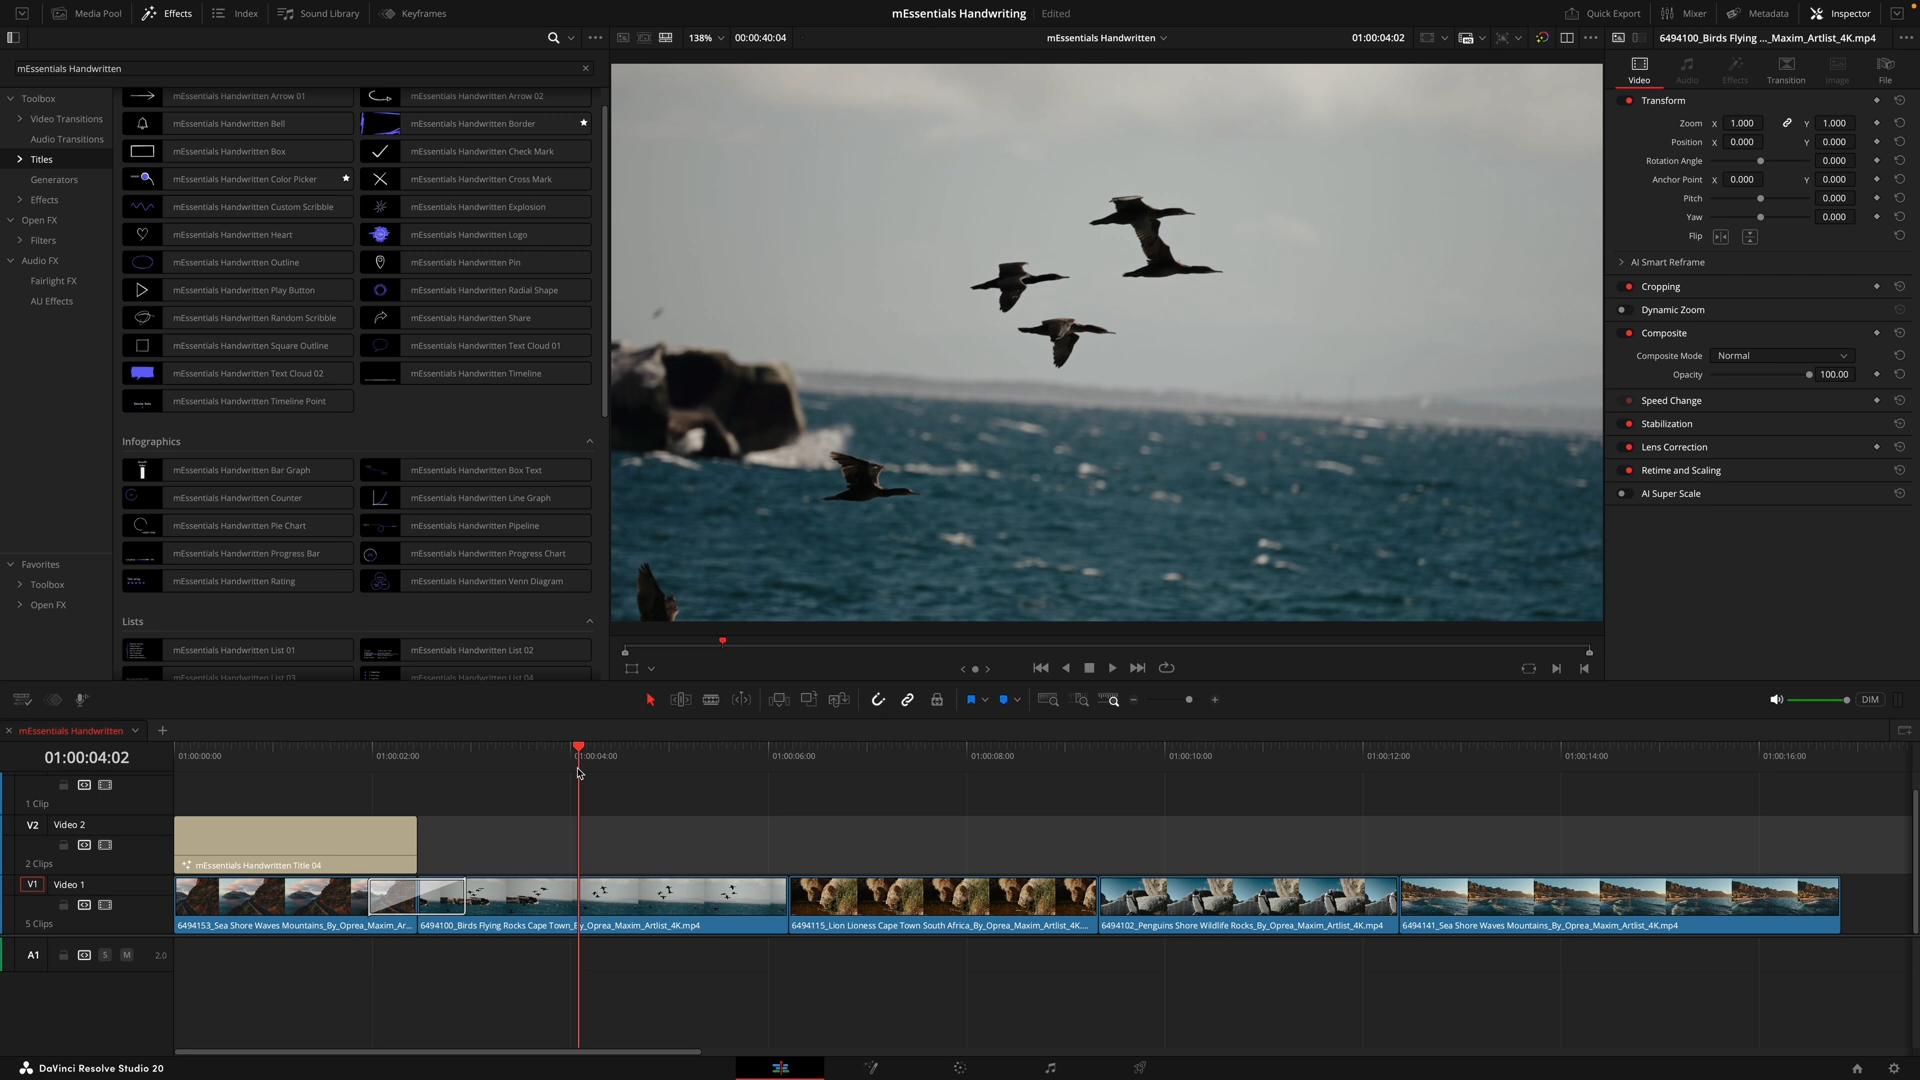 Media Pool
Effects
Index
Sound Library
Keyframes
mEssentials Handwriting
Edited
Quick Export
Mixer
Metadata
Inspector
138%
00:00:40:04
mEssentials Handwritten
01:00:04:02
6494100_Birds Flying ..._Maxim_Artlist_4K.mp4
mEssentials Handwritten
Toolbox
Video Transitions
Audio Transitions
Titles
Generators
Effects
Open FX
Filters
Audio FX
Fairlight FX
AU Effects
Favorites
Toolbox
Open FX
mEssentials Handwritten Arrow 01
mEssentials Handwritten Arrow 02
mEssentials Handwritten Bell
mEssentials Handwritten Border
mEssentials Handwritten Box
mEssentials Handwritten Check Mark
mEssentials Handwritten Color Picker
mEssentials Handwritten Cross Mark
mEssentials Handwritten Custom Scribble
mEssentials Handwritten Explosion
mEssentials Handwritten Heart
mEssentials Handwritten Logo
mEssentials Handwritten Outline
mEssentials Handwritten Pin
mEssentials Handwritten Play Button
mEssentials Handwritten Radial Shape
mEssentials Handwritten Random Scribble
mEssentials Handwritten Share
mEssentials Handwritten Square Outline
mEssentials Handwritten Text Cloud 01
mEssentials Handwritten Text Cloud 02
mEssentials Handwritten Timeline
mEssentials Handwritten Timeline Point
Infographics
mEssentials Handwritten Bar Graph
mEssentials Handwritten Box Text
mEssentials Handwritten Counter
mEssentials Handwritten Line Graph
mEssentials Handwritten Pie Chart
mEssentials Handwritten Pipeline
mEssentials Handwritten Progress Bar
mEssentials Handwritten Progress Chart
mEssentials Handwritten Rating
mEssentials Handwritten Venn Diagram
Lists
mEssentials Handwritten List 01
mEssentials Handwritten List 02
mEssentials Handwritten List 03
mEssentials Handwritten List 04
Video
Audio
Effects
Transition
Image
File
Transform
Zoom X 1.000 Y 1.000
Position X 0.000 Y 0.000
Rotation Angle 0.000
Anchor Point X 0.000 Y 0.000
Pitch 0.000
Yaw 0.000
Flip
AI Smart Reframe
Cropping
Dynamic Zoom
Composite
Composite Mode Normal
Opacity 100.00
Speed Change
Stabilization
Lens Correction
Retime and Scaling
AI Super Scale
DIM
mEssentials Handwritten
01:00:04:02
01:00:00:00
01:00:02:00
01:00:04:00
01:00:06:00
01:00:08:00
01:00:10:00
01:00:12:00
01:00:14:00
01:00:16:00
1 Clip
V2 Video 2
2 Clips
mEssentials Handwritten Title 04
V1 Video 1
5 Clips
6494153_Sea Shore Waves Mountains_By_Oprea_Maxim_Ar...
6494100_Birds Flying Rocks Cape Town_By_Oprea_Maxim_Artlist_4K.mp4
6494115_Lion Lioness Cape Town South Africa_By_Oprea_Maxim_Artlist_4K....
6494102_Penguins Shore Wildlife Rocks_By_Oprea_Maxim_Artlist_4K.mp4
6494141_Sea Shore Waves Mountains_By_Oprea_Maxim_Artlist_4K.mp4
A1 S M 2.0
DaVinci Resolve Studio 20